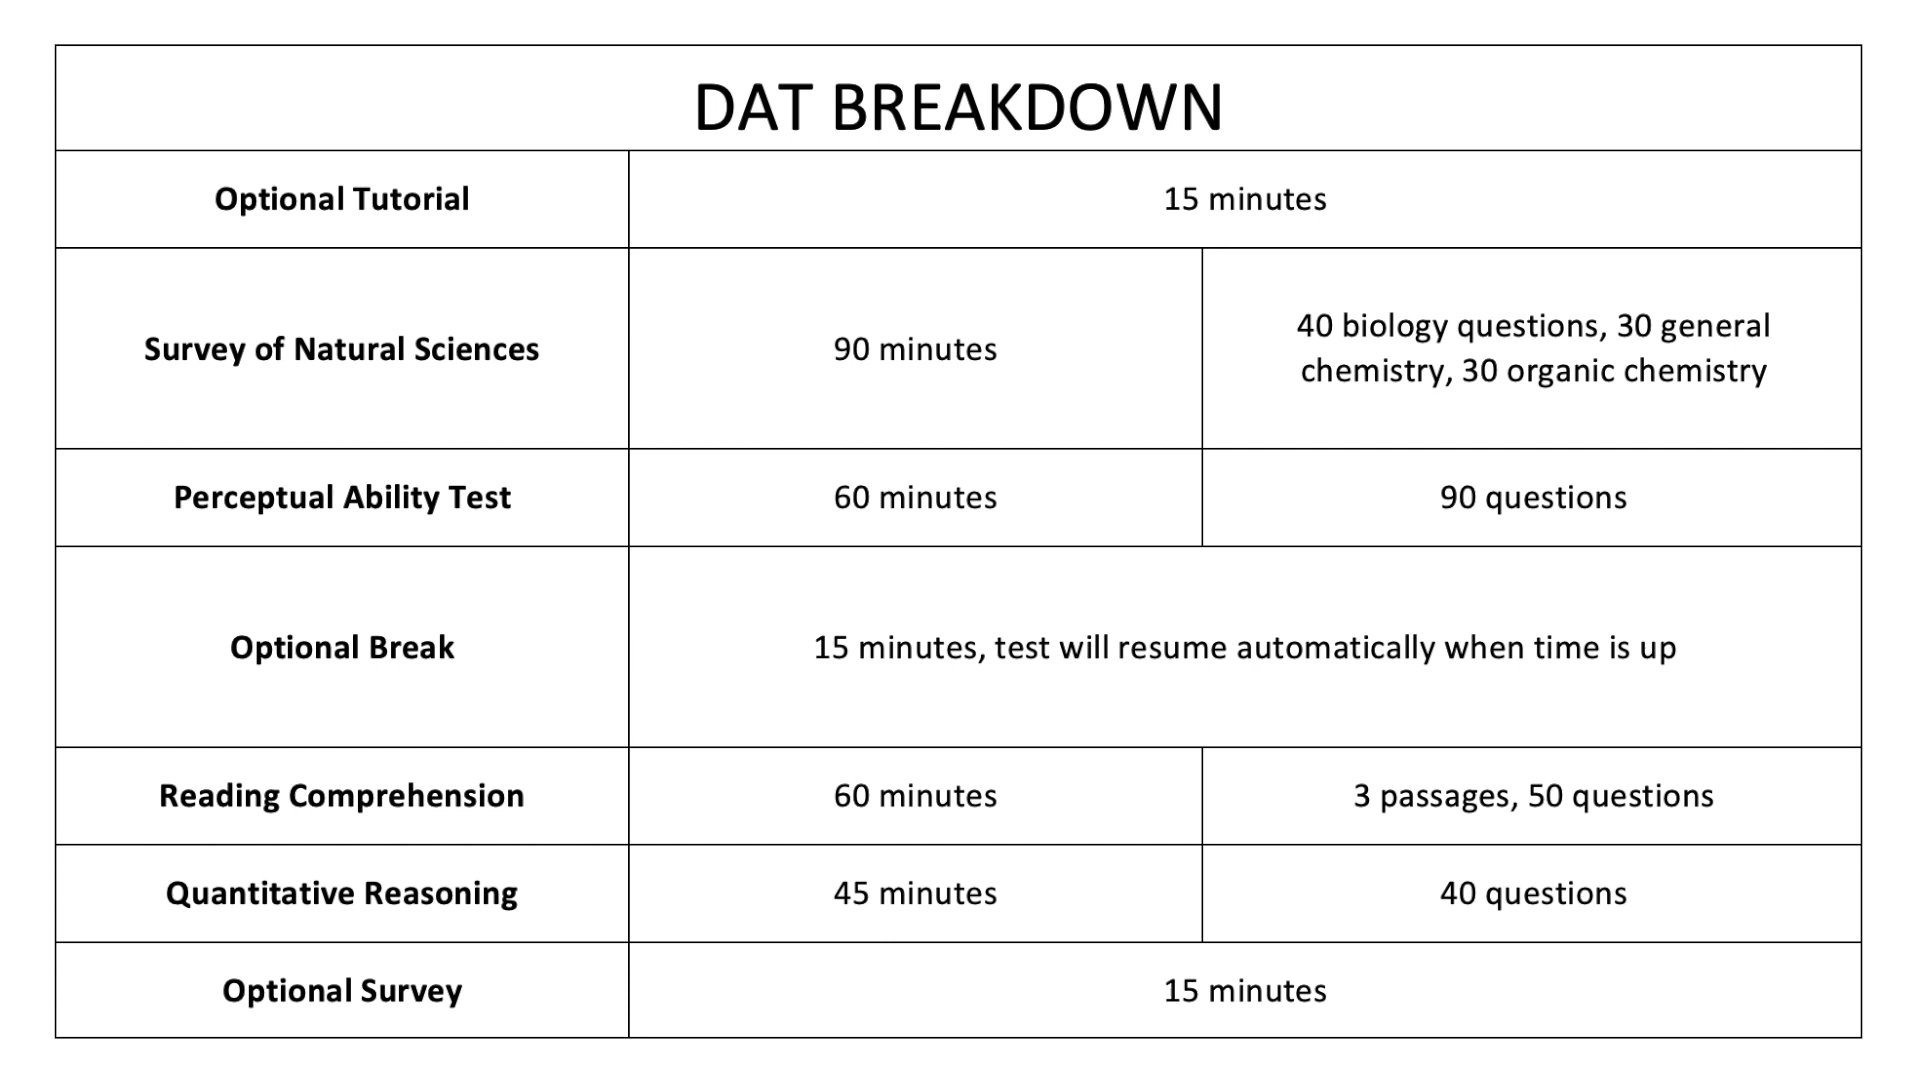 DAT BREAKDOWN
Optional Tutorial
15 minutes
Survey of Natural Sciences
90 minutes
40 biology questions, 30 general
chemistry, 30 organic chemistry
Perceptual Ability Test
60 minutes
90 questions
Optional Break
15 minutes, test will resume automatically when time is up
Reading Comprehension
60 minutes
3 passages, 50 questions
Quantitative Reasoning
45 minutes
40 questions
Optional Survey
15 minutes